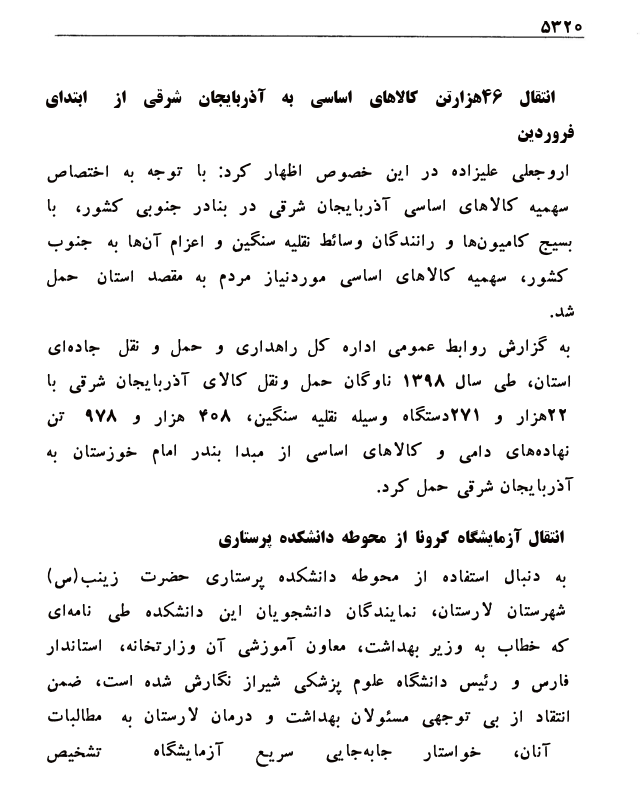 ۵۳۲۰
انتقال ۴۶هزارتن کالاهای اساسی به آذربایجان شرقی از ابتدای
فروردین
اروجعلی علیزاده در این خصوص اظهار کرد: با توجه به اختصاص
سهمیه کالاهای اساسی آذربایجان شرقی در بنادر جنوبی کشور، با
بسیج کامیون‌ها و رانندگان وسائط نقلیه سنگین و اعزام آن‌ها به جنوب
کشور، سهمیه کالاهای اساسی موردنیاز مردم به مقصد استان حمل
شد.
به گزارش روابط عمومی اداره کل راهداری و حمل و نقل جاده‌ای
استان، طی سال ۱۳۹۸ ناوگان حمل ونقل کالای آذربایجان شرقی با
۲۲هزار و ۲۷۱دستگاه وسیله نقلیه سنگین، ۴۰۸ هزار و ۹۷۸ تن
نهاده‌های دامی و کالاهای اساسی از مبدا بندر امام خوزستان به
آذربایجان شرقی حمل کرد.
انتقال آزمایشگاه کرونا از محوطه دانشکده پرستاری
به دنبال استفاده از محوطه دانشکده پرستاری حضرت زینب(س)
شهرستان لارستان، نمایندگان دانشجویان این دانشکده طی نامه‌ای
که خطاب به وزیر بهداشت، معاون آموزشی آن وزارتخانه، استاندار
فارس و رئیس دانشگاه علوم پزشکی شیراز نگارش شده است، ضمن
انتقاد از بی توجهی مسئولان بهداشت و درمان لارستان به مطالبات
آنان، خواستار جابه‌جایی سریع آزمایشگاه تشخیص